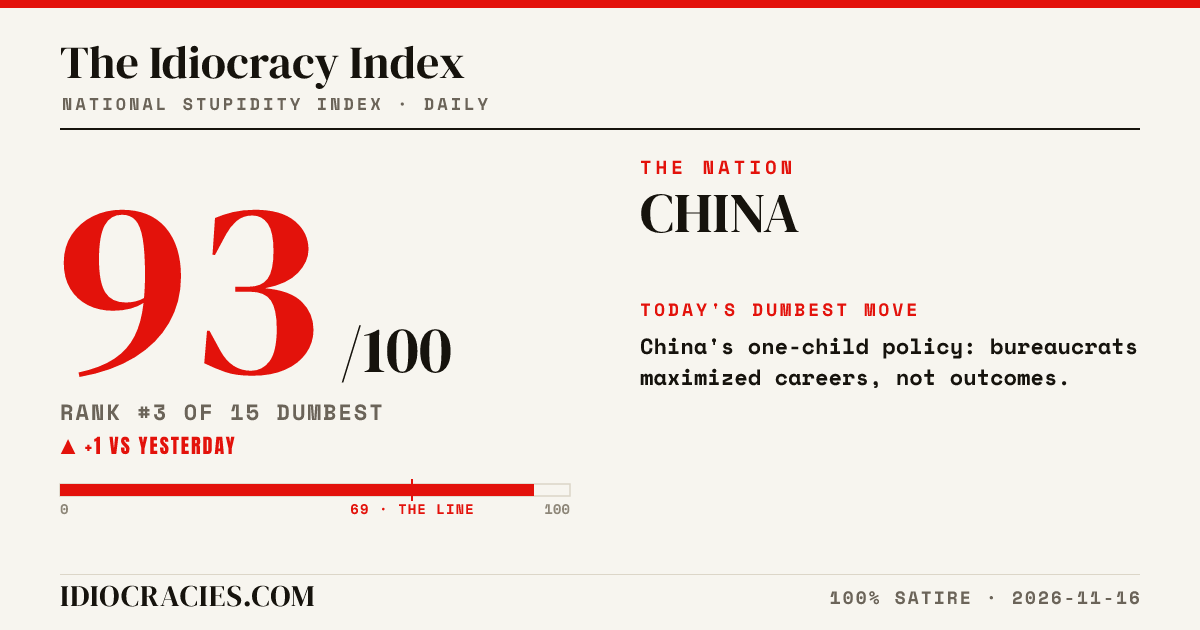 The Idiocracy Index
NATIONAL STUPIDITY INDEX · DAILY
93 /100
RANK #3 OF 15 DUMBEST
▲ +1 VS YESTERDAY
0
69 · THE LINE
100
THE NATION
CHINA
TODAY'S DUMBEST MOVE
China's one-child policy: bureaucrats
maximized careers, not outcomes.
IDIOCRACIES.COM
100% SATIRE · 2026-11-16